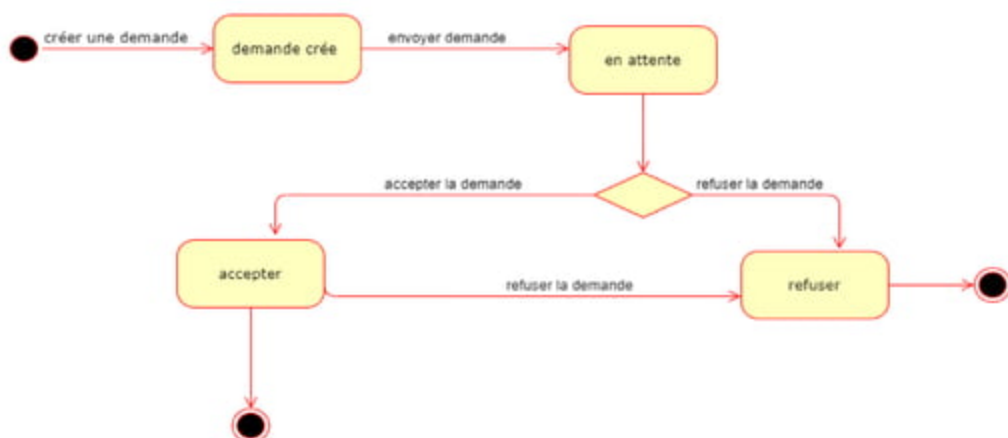 créer une demande
demande crée
envoyer demande
en attente
accepter la demande
refuser la demande
accepter
refuser la demande
refuser